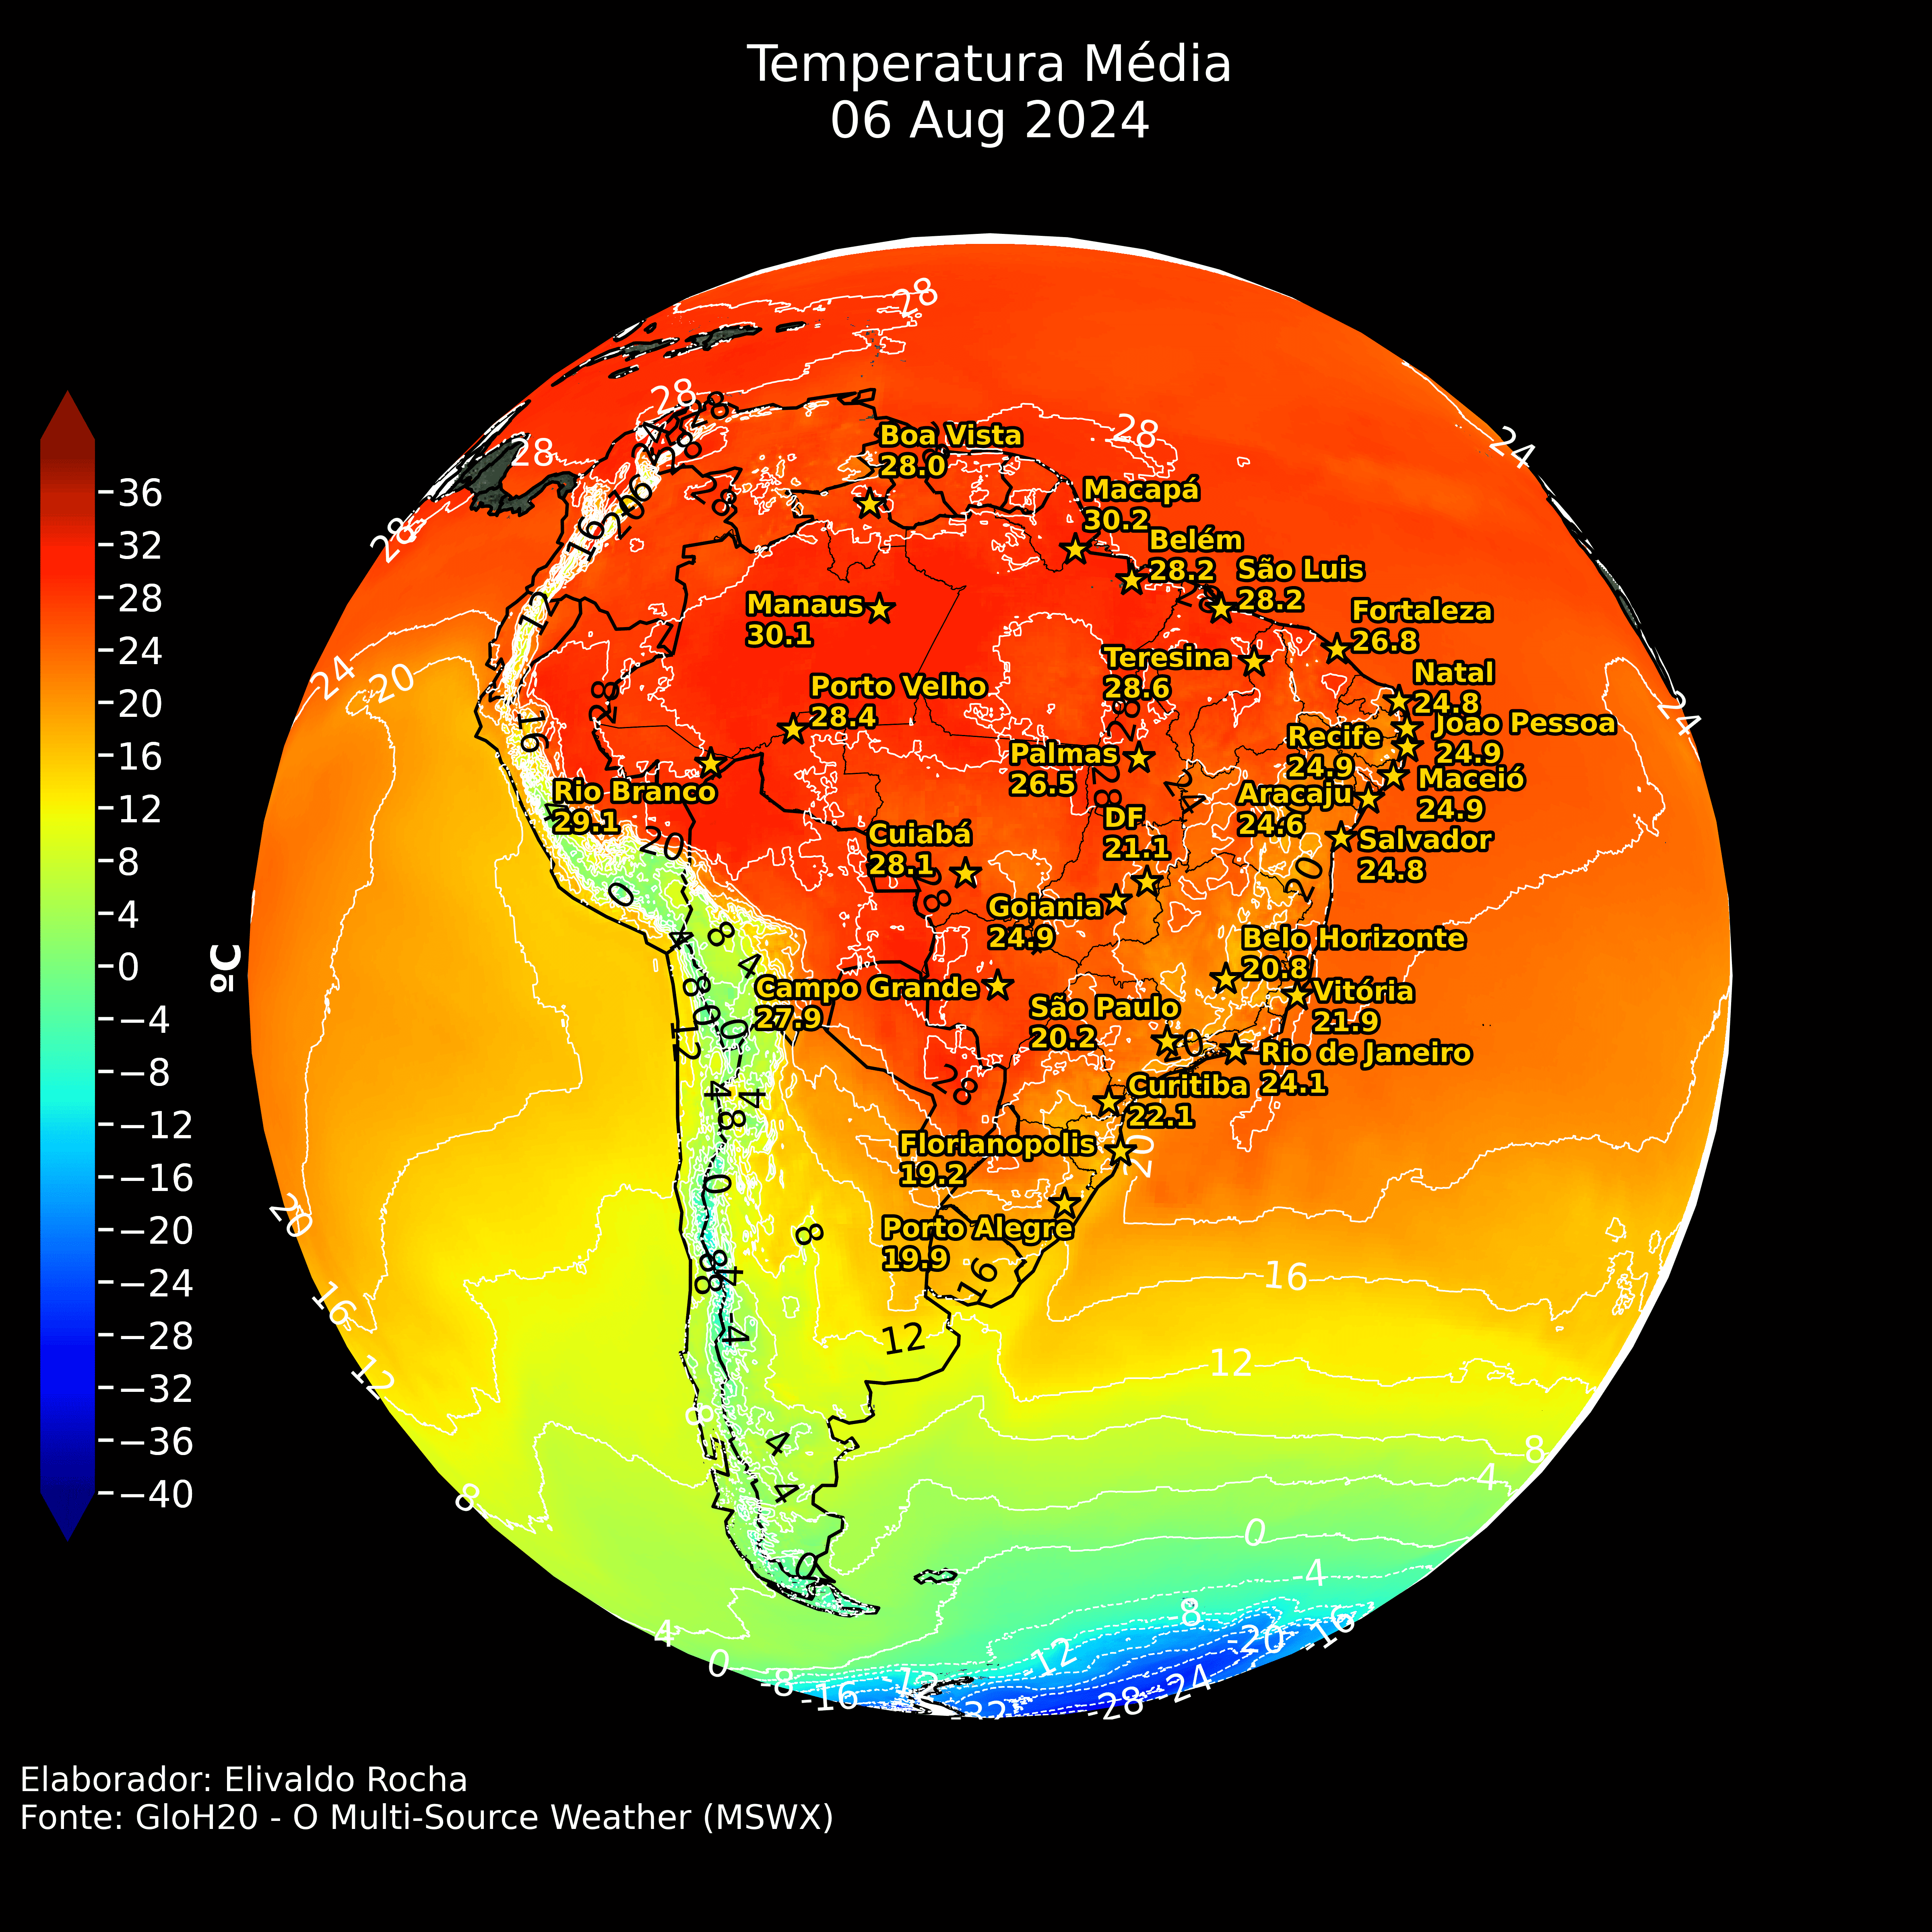 Temperatura Média
06 Aug 2024
36
32
28
24
20
16
12
8
4
0
−4
−8
−12
−16
−20
−24
−28
−32
−36
−40
ºC
28
28
28
28
28
24
24
20
24
20
16
12
8
16
12
8
4
0
-4
-8
-12
-20
-16
-24
-28
-32
-12
-16
-8
0
4
Boa Vista
28.0
Macapá
30.2
Belém
28.2
São Luis
28.2
Fortaleza
26.8
Manaus
30.1
Teresina
28.6
Natal
24.8
João Pessoa
24.9
Porto Velho
28.4
Recife
24.9
Palmas
26.5
Maceió
24.9
Rio Branco
29.1
Aracaju
24.6
DF
21.1
Cuiabá
28.1
Salvador
24.8
Goiania
24.9
Belo Horizonte
20.8
Campo Grande
27.9
Vitória
21.9
São Paulo
20.2
Rio de Janeiro
24.1
Curitiba
22.1
Florianopolis
19.2
Porto Alegre
19.9
Elaborador: Elivaldo Rocha
Fonte: GloH20 - O Multi-Source Weather (MSWX)